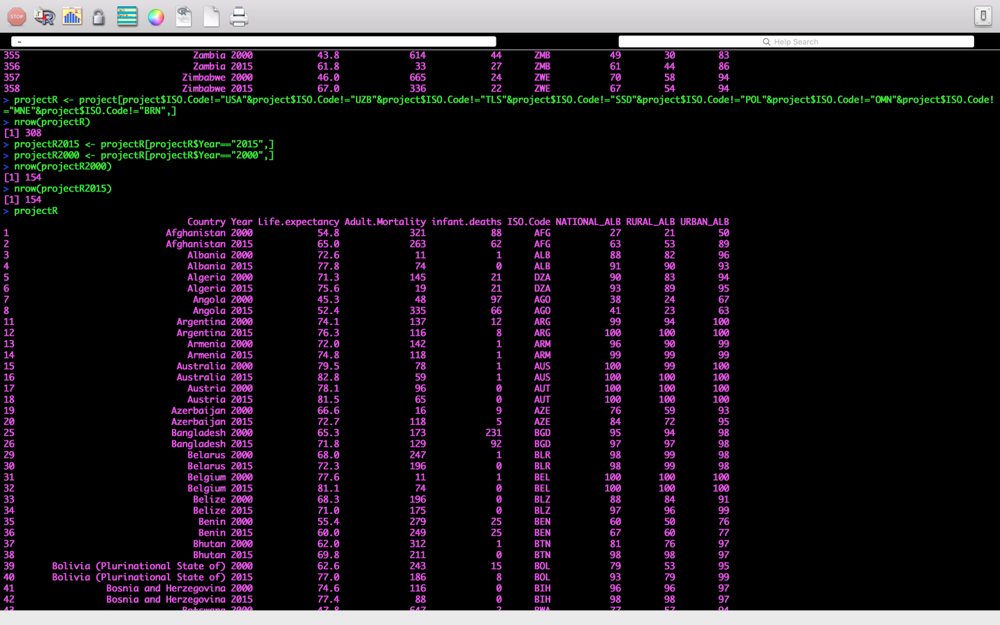 STOP
~
Help Search
355 Zambia 2000 43.8 614 44 ZMB 49 30 83
356 Zambia 2015 61.8 33 27 ZMB 61 44 86
357 Zimbabwe 2000 46.0 665 24 ZWE 70 58 94
358 Zimbabwe 2015 67.0 336 22 ZWE 67 54 94
> projectR <- project[project$ISO.Code!="USA"&project$ISO.Code!="UZB"&project$ISO.Code!="TLS"&project$ISO.Code!="SSD"&project$ISO.Code!="POL"&project$ISO.Code!="OMN"&project$ISO.Code!
="MNE"&project$ISO.Code!="BRN",]
> nrow(projectR)
[1] 308
> projectR2015 <- projectR[projectR$Year=="2015",]
> projectR2000 <- projectR[projectR$Year=="2000",]
> nrow(projectR2000)
[1] 154
> nrow(projectR2015)
[1] 154
> projectR
Country Year Life.expectancy Adult.Mortality infant.deaths ISO.Code NATIONAL_ALB RURAL_ALB URBAN_ALB
1 Afghanistan 2000 54.8 321 88 AFG 27 21 50
2 Afghanistan 2015 65.0 263 62 AFG 63 53 89
3 Albania 2000 72.6 11 1 ALB 88 82 96
4 Albania 2015 77.8 74 0 ALB 91 90 93
5 Algeria 2000 71.3 145 21 DZA 90 83 94
6 Algeria 2015 75.6 19 21 DZA 93 89 95
7 Angola 2000 45.3 48 97 AGO 38 24 67
8 Angola 2015 52.4 335 66 AGO 41 23 63
11 Argentina 2000 74.1 137 12 ARG 99 94 100
12 Argentina 2015 76.3 116 8 ARG 100 100 100
13 Armenia 2000 72.0 142 1 ARM 96 90 99
14 Armenia 2015 74.8 118 1 ARM 99 99 99
15 Australia 2000 79.5 78 1 AUS 100 99 100
16 Australia 2015 82.8 59 1 AUS 100 100 100
17 Austria 2000 78.1 96 0 AUT 100 100 100
18 Austria 2015 81.5 65 0 AUT 100 100 100
19 Azerbaijan 2000 66.6 16 9 AZE 76 59 93
20 Azerbaijan 2015 72.7 118 5 AZE 84 72 95
25 Bangladesh 2000 65.3 173 231 BGD 95 94 98
26 Bangladesh 2015 71.8 129 92 BGD 97 97 98
29 Belarus 2000 68.0 247 1 BLR 98 99 98
30 Belarus 2015 72.3 196 0 BLR 98 99 98
31 Belgium 2000 77.6 11 1 BEL 100 100 100
32 Belgium 2015 81.1 74 0 BEL 100 100 100
33 Belize 2000 68.3 196 0 BLZ 88 84 91
34 Belize 2015 71.0 175 0 BLZ 97 96 99
35 Benin 2000 55.4 279 25 BEN 60 50 76
36 Benin 2015 60.0 249 25 BEN 67 60 77
37 Bhutan 2000 62.0 312 1 BTN 81 76 97
38 Bhutan 2015 69.8 211 0 BTN 98 98 97
39 Bolivia (Plurinational State of) 2000 62.6 243 15 BOL 79 53 95
40 Bolivia (Plurinational State of) 2015 77.0 186 8 BOL 93 79 99
41 Bosnia and Herzegovina 2000 74.6 116 0 BIH 96 96 97
42 Bosnia and Herzegovina 2015 77.4 88 0 BIH 98 98 97
43 Botswana 2000 47.8 647 2 BWA 77 57 94